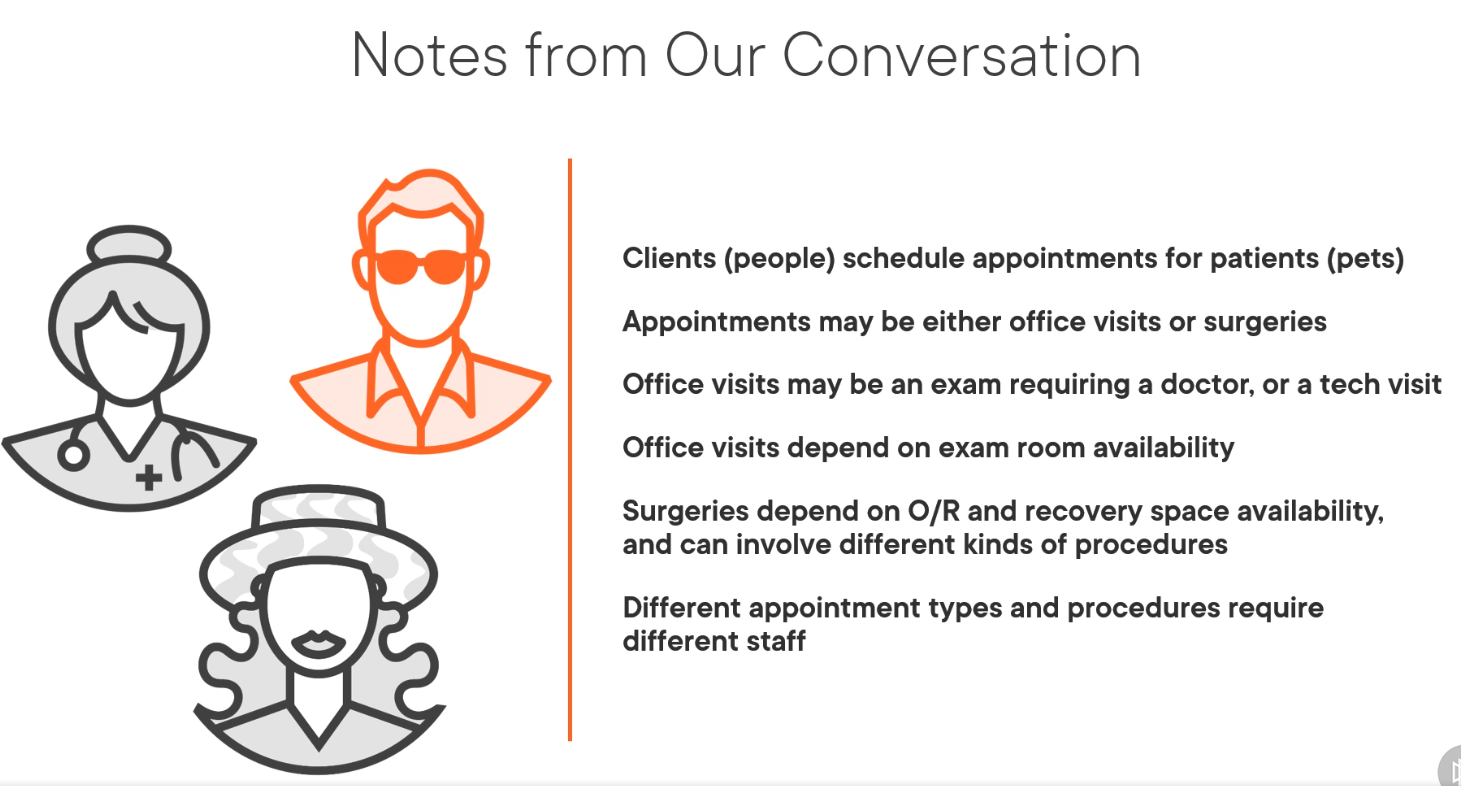 Notes from Our Conversation
Clients (people) schedule appointments for patients (pets)
Appointments may be either office visits or surgeries
Office visits may be an exam requiring a doctor, or a tech visit
Office visits depend on exam room availability
Surgeries depend on O/R and recovery space availability,
and can involve different kinds of procedures
Different appointment types and procedures require
different staff